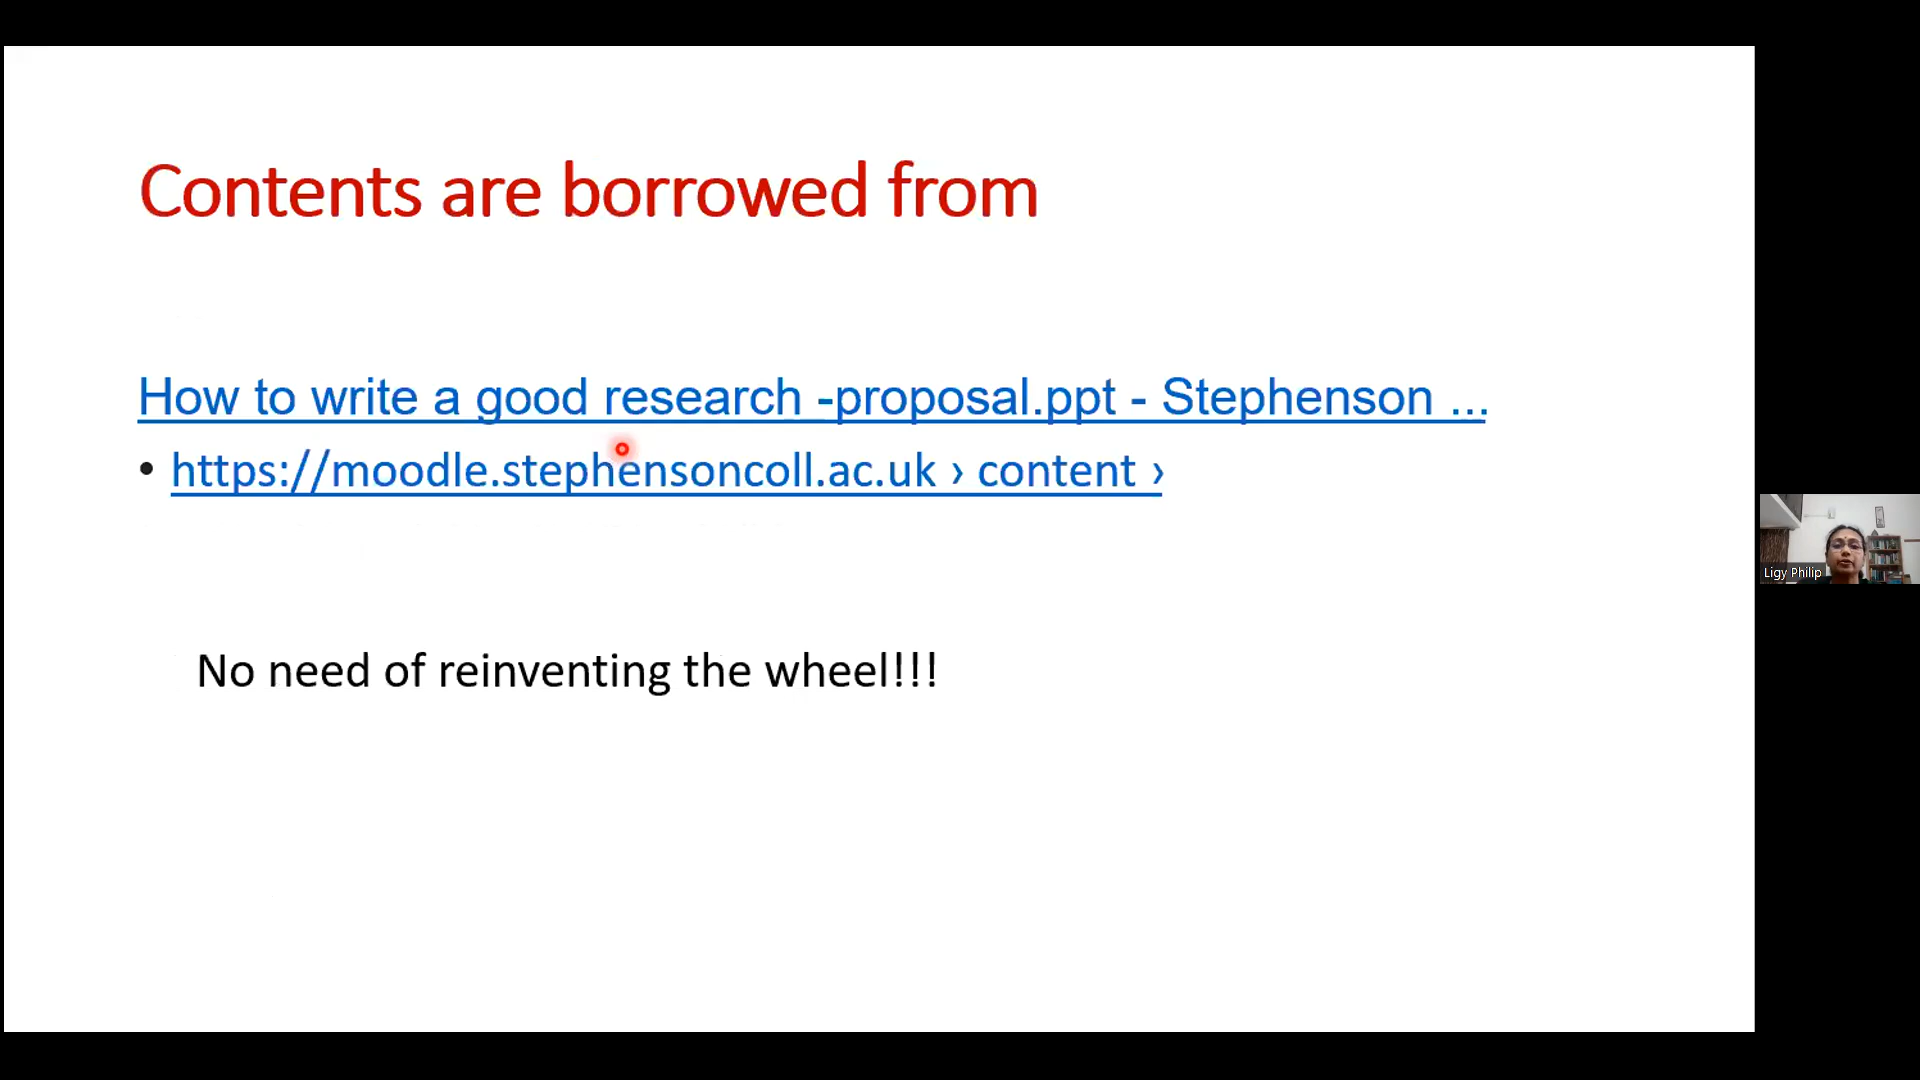 Contents are borrowed from
How to write a good research -proposal.ppt - Stephenson ...
• https://moodle.stephensoncoll.ac.uk › content ›
Ligy Philip
No need of reinventing the wheel!!!